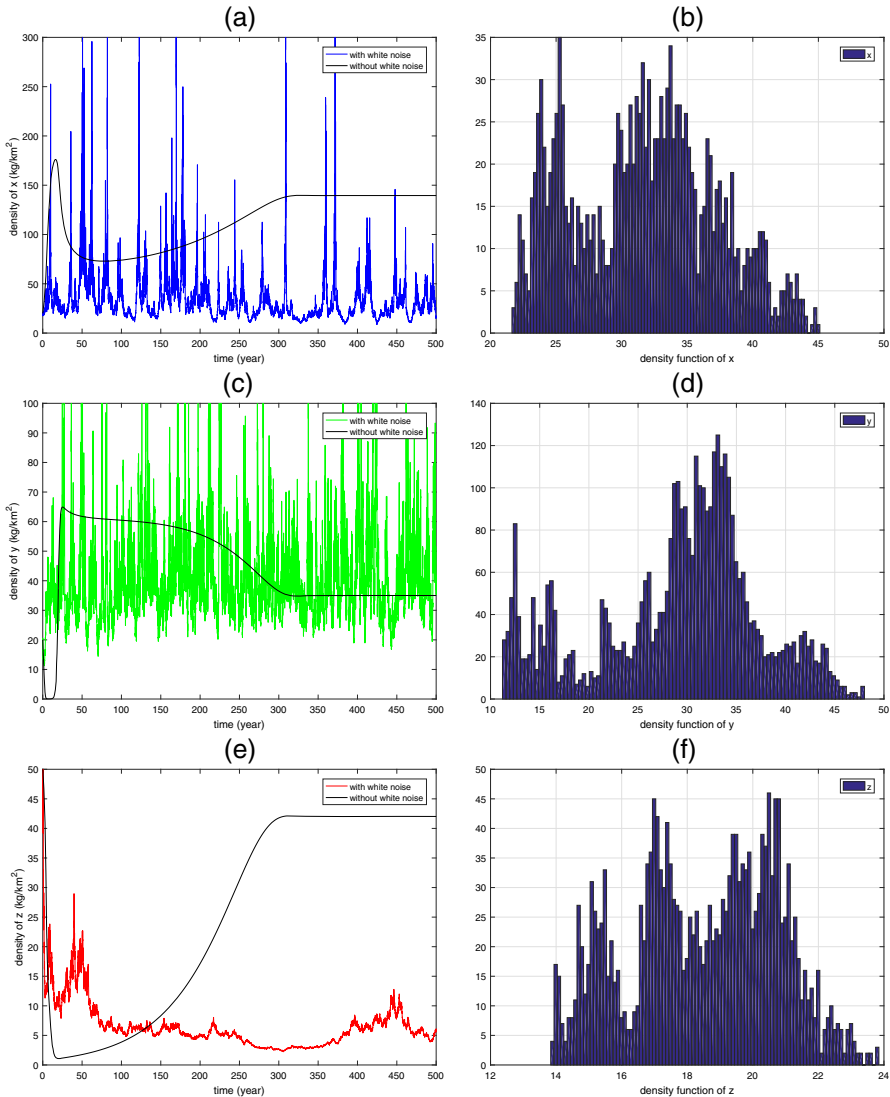 (a)
300
250
200
150
100
50
0
density of x (kg/km²)
with white noise
without white noise
0 50 100 150 200 250 300 350 400 450 500
time (year)
(b)
35
30
25
20
15
10
5
0
x
20 25 30 35 40 45 50
density function of x
(c)
100
90
80
70
60
50
40
30
20
10
0
density of y (kg/km²)
with white noise
without white noise
0 50 100 150 200 250 300 350 400 450 500
time (year)
(d)
140
120
100
80
60
40
20
0
y
10 15 20 25 30 35 40 45 50
density function of y
(e)
50
45
40
35
30
25
20
15
10
5
0
density of z (kg/km²)
with white noise
without white noise
0 50 100 150 200 250 300 350 400 450 500
time (year)
(f)
50
45
40
35
30
25
20
15
10
5
0
z
12 14 16 18 20 22 24
density function of z